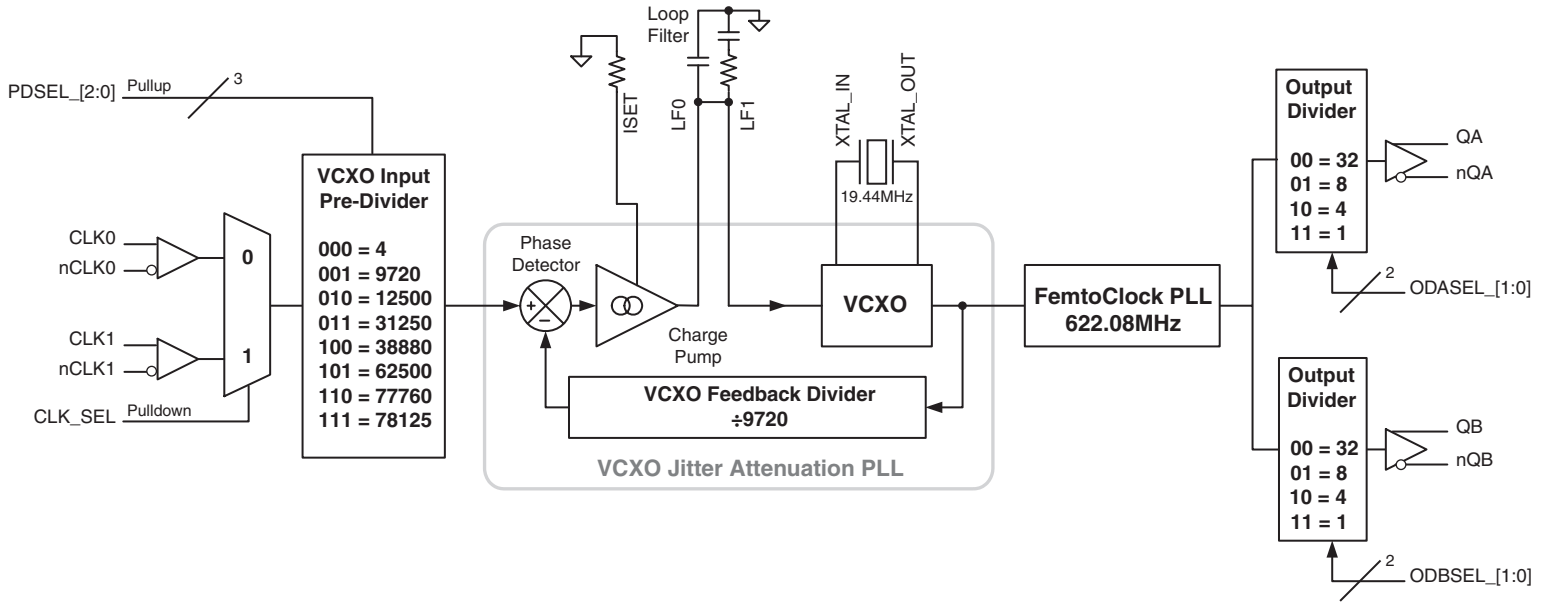 PDSEL_[2:0]
Pullup
3
VCXO Input
Pre-Divider
000 = 4
001 = 9720
010 = 12500
011 = 31250
100 = 38880
101 = 62500
110 = 77760
111 = 78125
CLK0
nCLK0
CLK1
nCLK1
CLK_SEL
Pulldown
0
1
ISET
Loop
Filter
LF0
LF1
XTAL_IN
XTAL_OUT
19.44MHz
Phase
Detector
+
−
Charge
Pump
VCXO
VCXO Feedback Divider
÷9720
VCXO Jitter Attenuation PLL
FemtoClock PLL
622.08MHz
Output
Divider
00 = 32
01 = 8
10 = 4
11 = 1
QA
nQA
2
ODASEL_[1:0]
Output
Divider
00 = 32
01 = 8
10 = 4
11 = 1
QB
nQB
2
ODBSEL_[1:0]